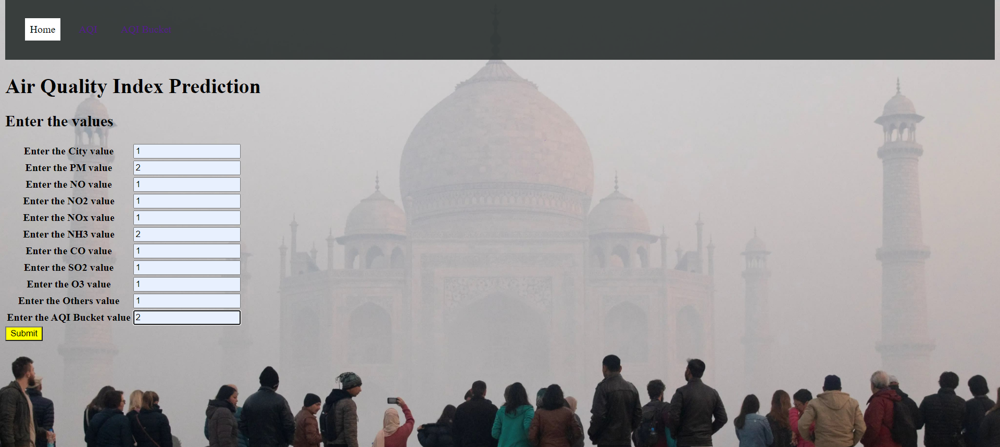 Home AQI AQI Bucket
Air Quality Index Prediction
Enter the values
Enter the City value 1
Enter the PM value 2
Enter the NO value 1
Enter the NO2 value 1
Enter the NOx value 1
Enter the NH3 value 2
Enter the CO value 1
Enter the SO2 value 1
Enter the O3 value 1
Enter the Others value 1
Enter the AQI Bucket value 2
Submit